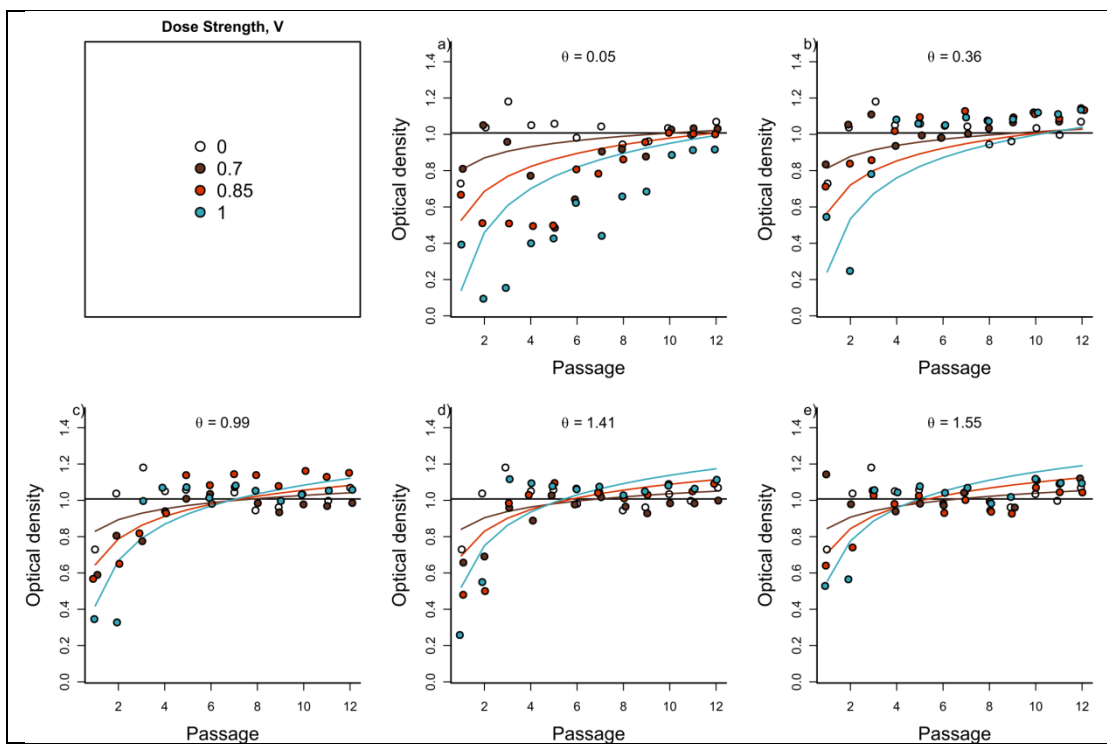 Dose Strength, V
0
0.7
0.85
1
a)
θ = 0.05
Optical density
0.0 0.2 0.4 0.6 0.8 1.0 1.2 1.4
2 4 6 8 10 12
Passage
b)
θ = 0.36
Optical density
0.0 0.2 0.4 0.6 0.8 1.0 1.2 1.4
2 4 6 8 10 12
Passage
c)
θ = 0.99
Optical density
0.0 0.2 0.4 0.6 0.8 1.0 1.2 1.4
2 4 6 8 10 12
Passage
d)
θ = 1.41
Optical density
0.0 0.2 0.4 0.6 0.8 1.0 1.2 1.4
2 4 6 8 10 12
Passage
e)
θ = 1.55
Optical density
0.0 0.2 0.4 0.6 0.8 1.0 1.2 1.4
2 4 6 8 10 12
Passage